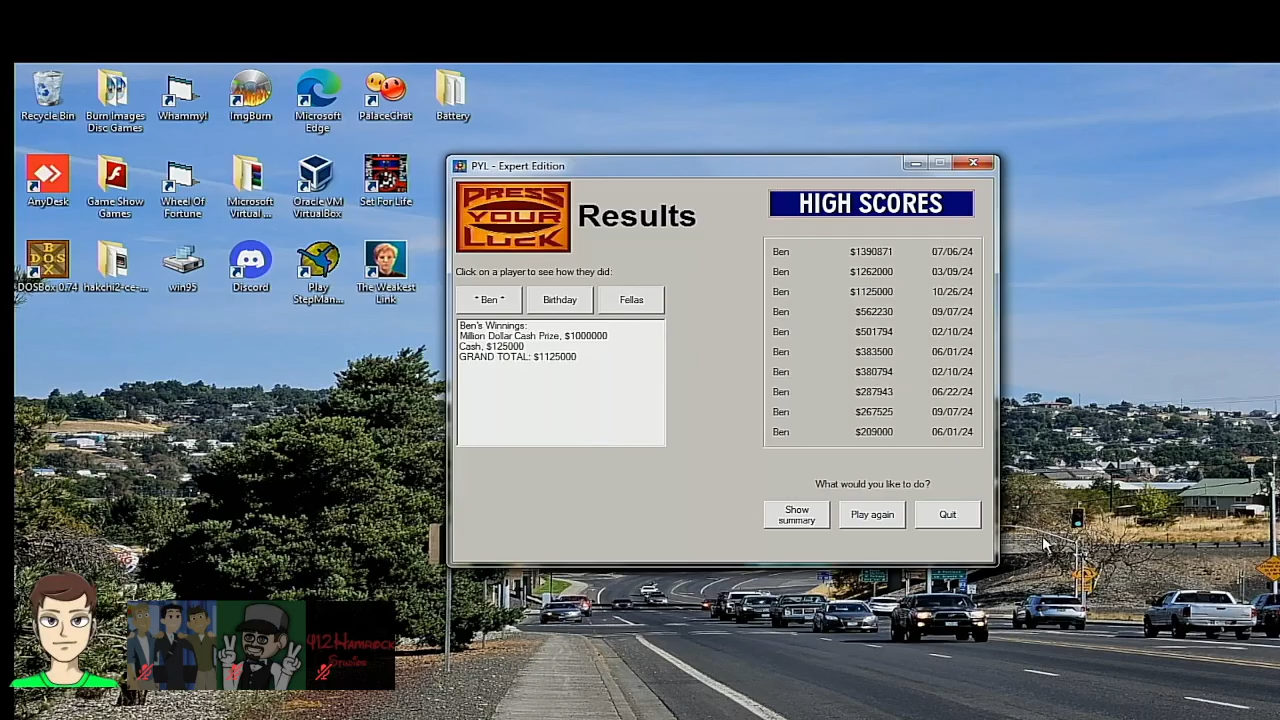 Recycle Bin
Burn Images
Disc Games
Whammy!
ImgBurn
Microsoft
Edge
PalaceChat
Battery
AnyDesk
Game Show
Games
Wheel Of
Fortune
Microsoft
Virtual ...
Oracle VM
VirtualBox
Set For Life
DOSBox 0.74
hakchi2-ce-...
win95
Discord
Play
StepMan...
The Weakest
Link
PYL - Expert Edition
PRESS
YOUR
LUCK
Results
HIGH SCORES
Click on a player to see how they did:
* Ben *
Birthday
Fellas
Ben's Winnings:
Million Dollar Cash Prize, $1000000
Cash, $125000
GRAND TOTAL: $1125000
Ben $1390871 07/06/24
Ben $1262000 03/09/24
Ben $1125000 10/26/24
Ben $562230 09/07/24
Ben $501794 02/10/24
Ben $383500 06/01/24
Ben $380794 02/10/24
Ben $287943 06/22/24
Ben $267525 09/07/24
Ben $209000 06/01/24
What would you like to do?
Show
summary
Play again
Quit
412Hamrock
Studios